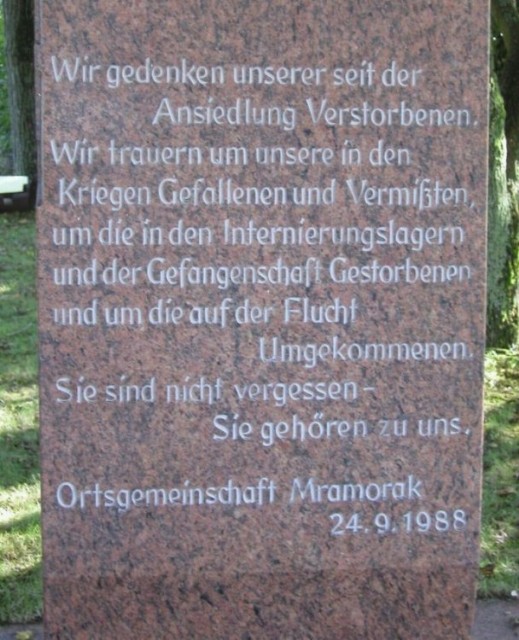 Wir gedenken unserer seit der
Ansiedlung Verstorbenen.
Wir trauern um unsere in den
Kriegen Gefallenen und Vermißten,
um die in den Internierungslagern
und der Gefangenschaft Gestorbenen
und um die auf der Flucht
Umgekommenen.
Sie sind nicht vergessen –
Sie gehören zu uns.
Ortsgemeinschaft Mramorak
24.9.1988